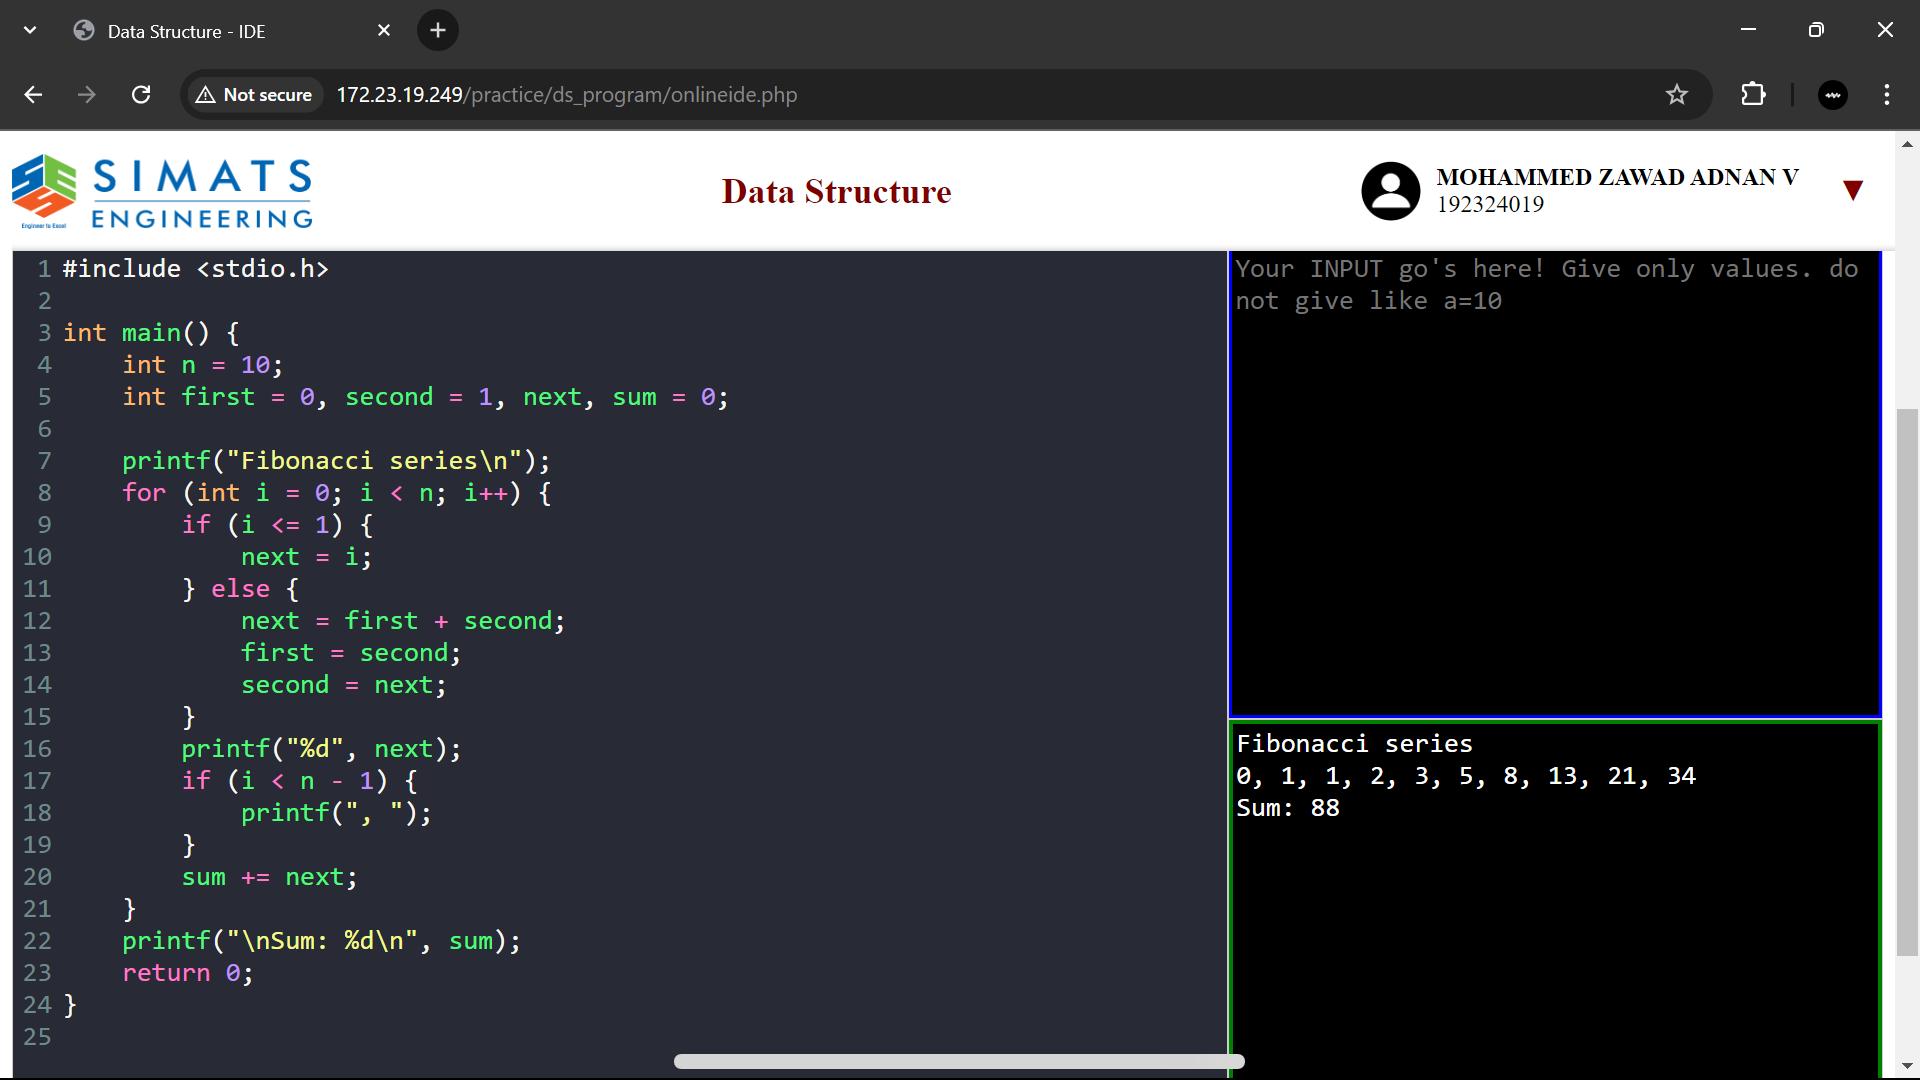 Data Structure - IDE
Not secure 172.23.19.249/practice/ds_program/onlineide.php
SIMATS
ENGINEERING
Engineer to Excel
Data Structure
MOHAMMED ZAWAD ADNAN V
192324019
1 #include <stdio.h>
2
3 int main() {
4     int n = 10;
5     int first = 0, second = 1, next, sum = 0;
6
7     printf("Fibonacci series\n");
8     for (int i = 0; i < n; i++) {
9         if (i <= 1) {
10             next = i;
11         } else {
12             next = first + second;
13             first = second;
14             second = next;
15         }
16         printf("%d", next);
17         if (i < n - 1) {
18             printf(", ");
19         }
20         sum += next;
21     }
22     printf("\nSum: %d\n", sum);
23     return 0;
24 }
25
Your INPUT go's here! Give only values. do
not give like a=10
Fibonacci series
0, 1, 1, 2, 3, 5, 8, 13, 21, 34
Sum: 88